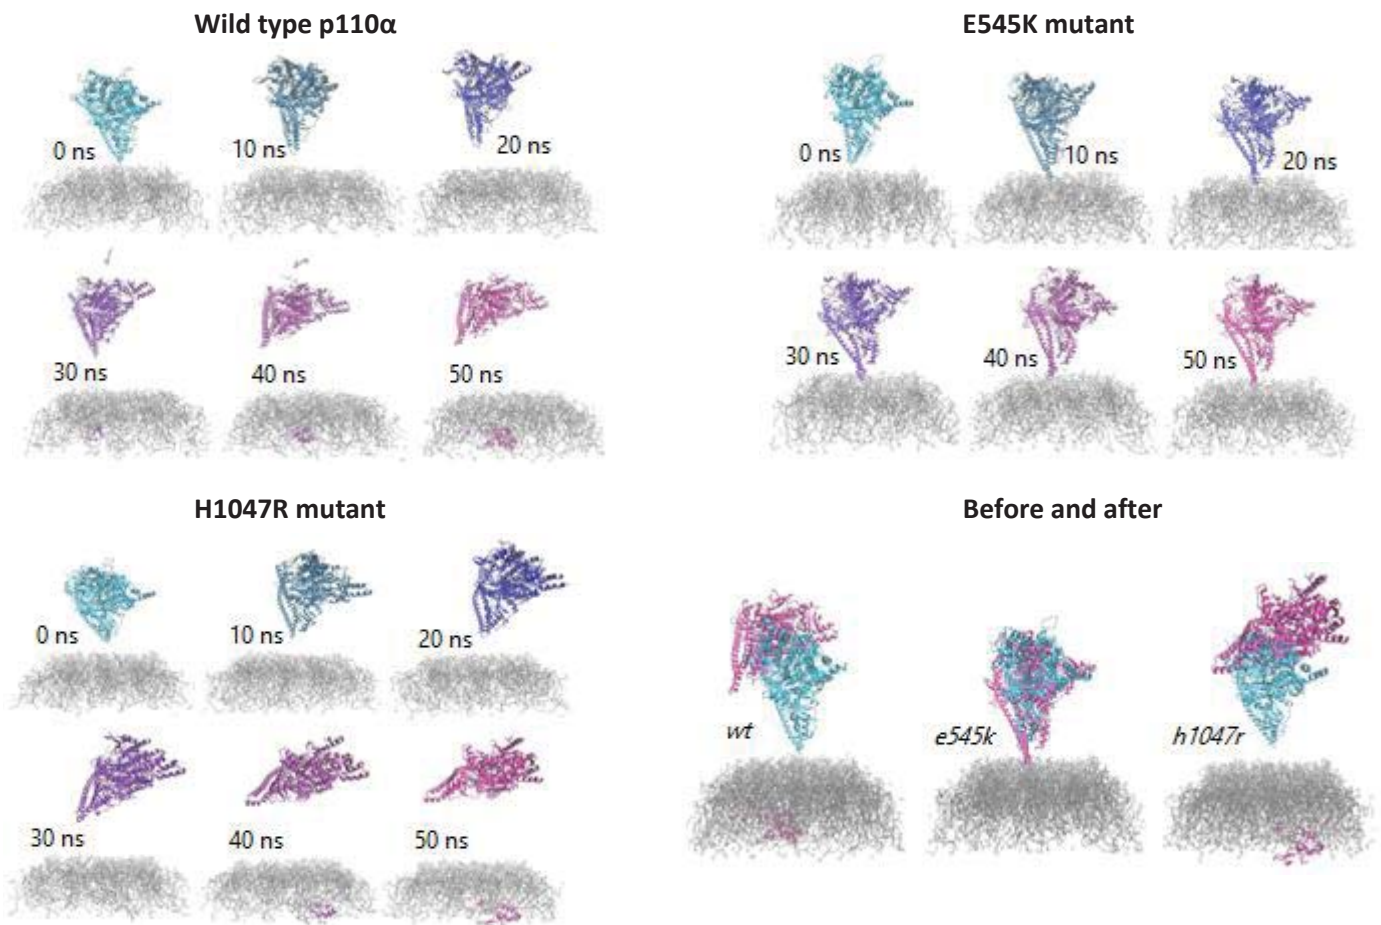 Wild type p110α
0 ns
10 ns
20 ns
30 ns
40 ns
50 ns
E545K mutant
0 ns
10 ns
20 ns
30 ns
40 ns
50 ns
H1047R mutant
0 ns
10 ns
20 ns
30 ns
40 ns
50 ns
Before and after
wt
e545k
h1047r